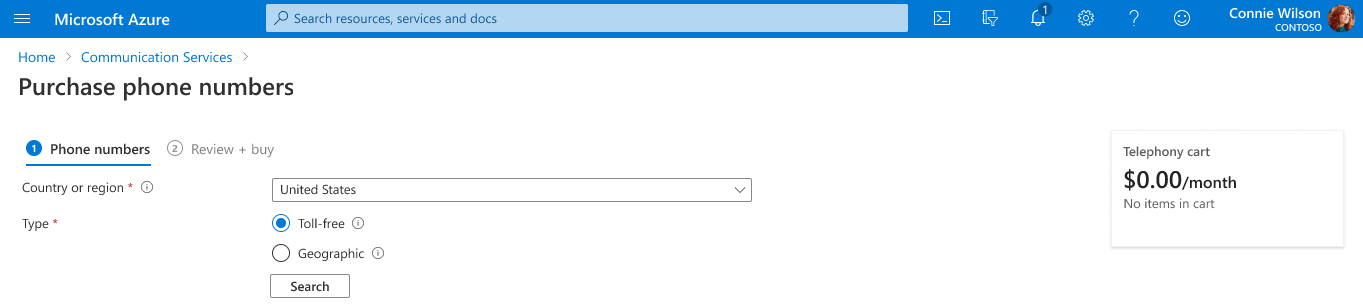 Microsoft Azure
Search resources, services and docs
1
Connie Wilson
CONTOSO
Home > Communication Services >
Purchase phone numbers
1 Phone numbers
2 Review + buy
Country or region *
United States
Type *
Toll-free
Geographic
Search
Telephony cart
$0.00/month
No items in cart